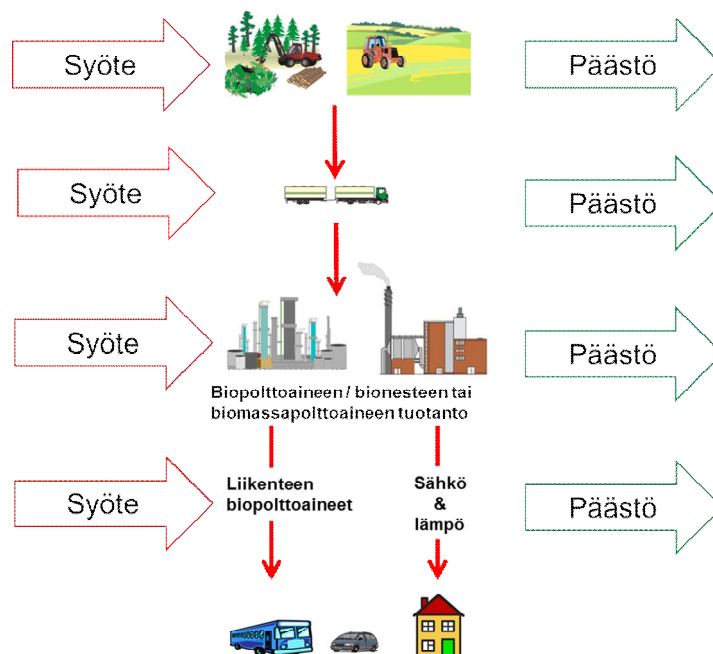 Syöte
Päästö
Syöte
Päästö
Syöte
Päästö
Biopolttoaineen / bionesteen tai
biomassapolttoaineen tuotanto
Syöte
Liikenteen
biopolttoaineet
Sähkö
&
lämpö
Päästö